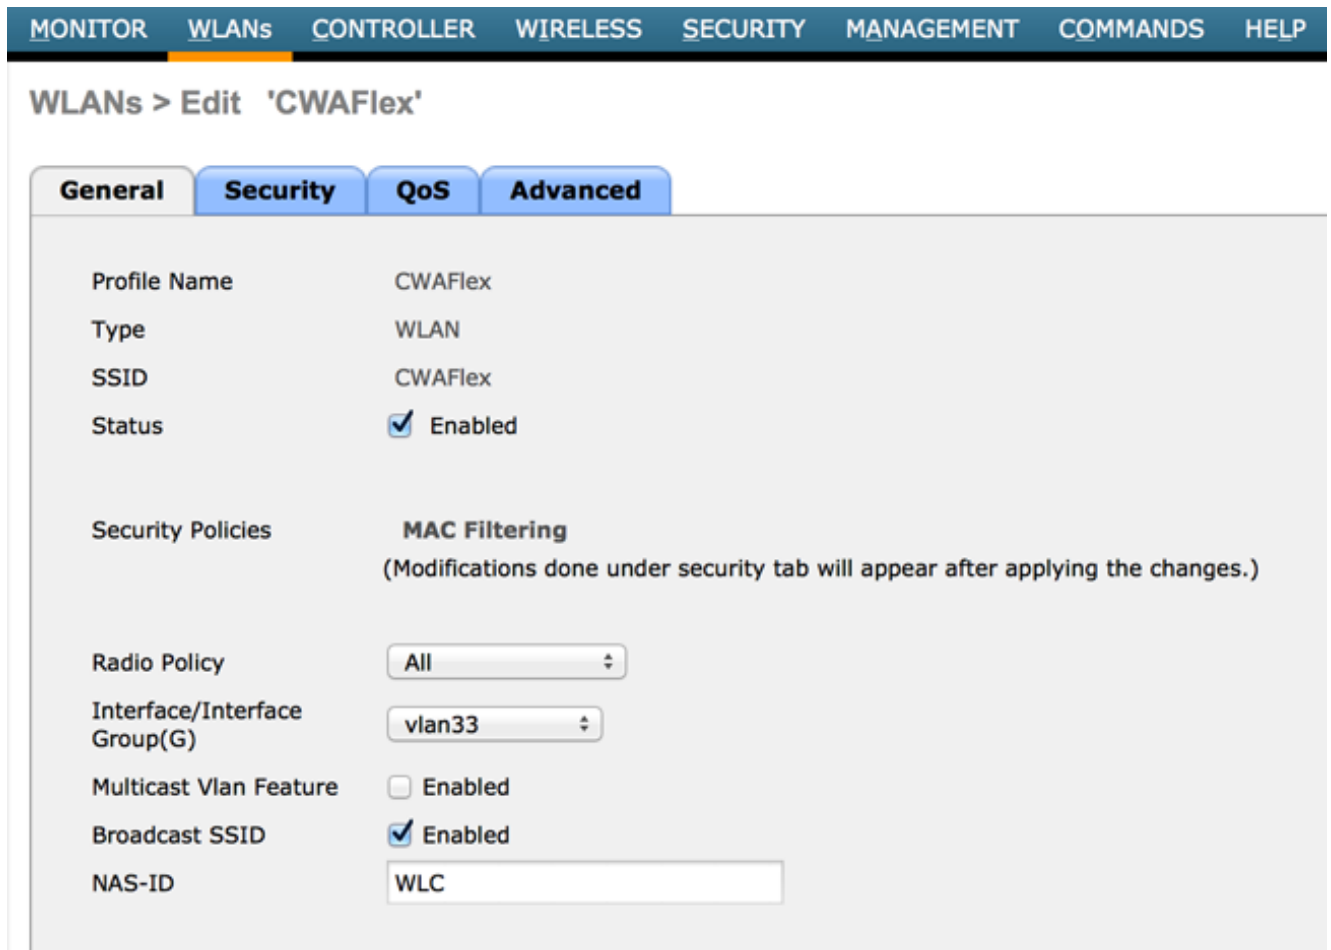 MONITOR WLANs CONTROLLER WIRELESS SECURITY MANAGEMENT COMMANDS HELP
WLANs > Edit 'CWAFlex'
General Security QoS Advanced
Profile Name CWAFlex
Type WLAN
SSID CWAFlex
Status Enabled
Security Policies MAC Filtering
(Modifications done under security tab will appear after applying the changes.)
Radio Policy All
Interface/Interface
Group(G) vlan33
Multicast Vlan Feature Enabled
Broadcast SSID Enabled
NAS-ID WLC